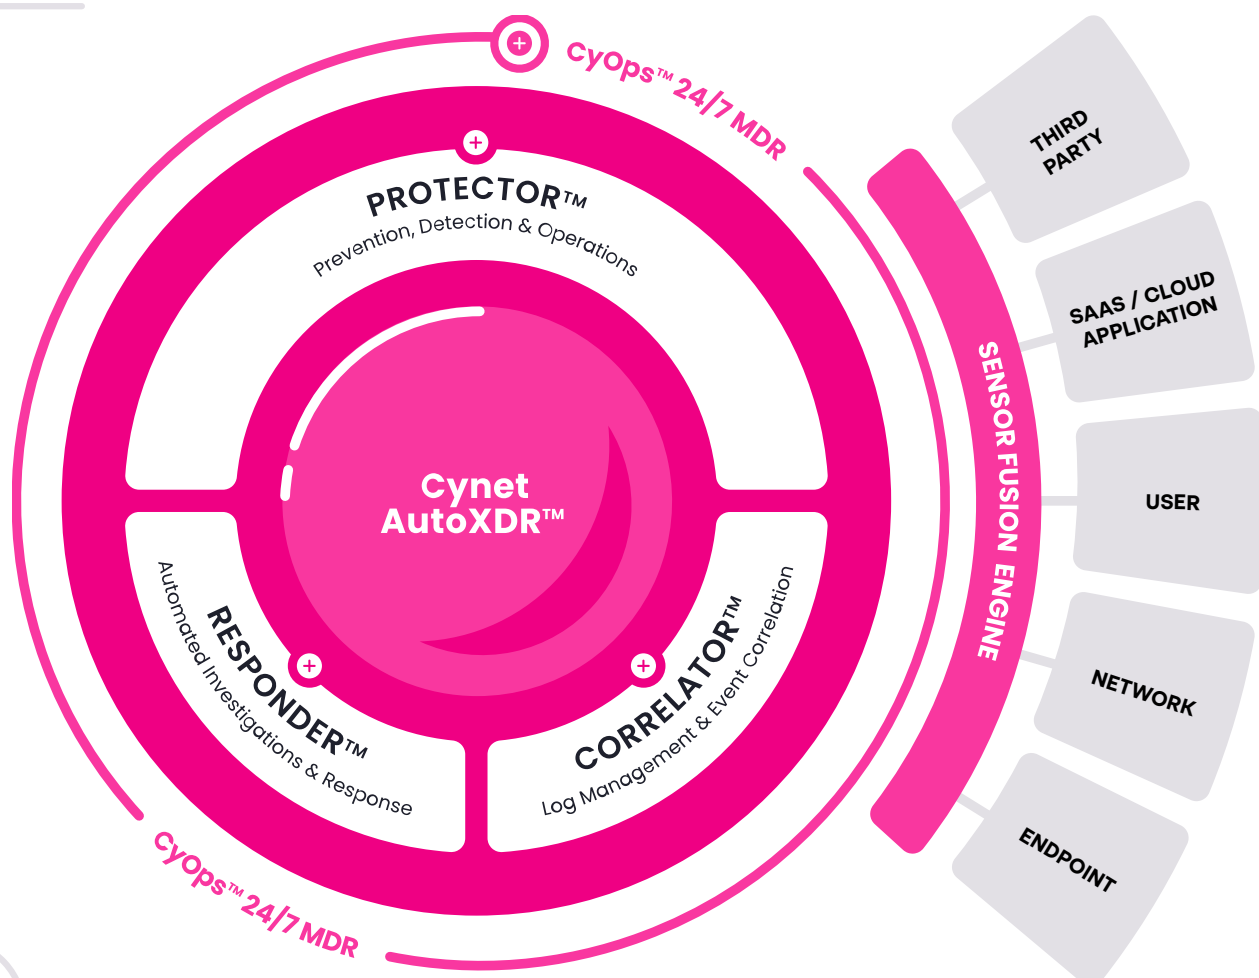 CyOps™ 24/7 MDR
PROTECTOR™
Prevention, Detection & Operations
Cynet
AutoXDR™
RESPONDER™
Automated Investigations & Response
CORRELATOR™
Log Management & Event Correlation
CyOps™ 24/7 MDR
SENSOR FUSION ENGINE
THIRD
PARTY
SAAS / CLOUD
APPLICATION
USER
NETWORK
ENDPOINT